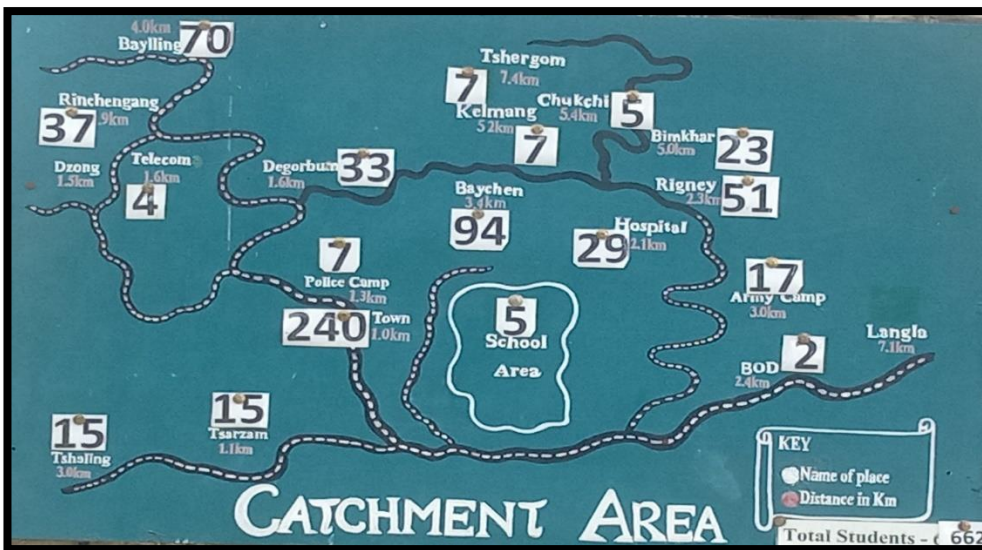 4.0km
Baylling 70
Tshergom
7.4km
7
Rinchengang
.9km
37
Kelmang
5.2km
7
Chukchi
5.4km
5
Bimkhar
5.0km
23
Dzong
1.5km
Telecom
1.6km
4
Degorbuan
1.6km
33
Baychen
3.4km
94
Rigney
2.3km
51
Hospital
2.1km
29
7
Police Camp
1.3km
240 Town
1.0km
5
School
Area
17
Army Camp
3.0km
2
BOD
2.4km
Langla
7.1km
15
Tshaling
3.0km
15
Tsarzam
1.1km
KEY
Name of place
Distance in Km
CATCHMENT AREA
Total Students - 662